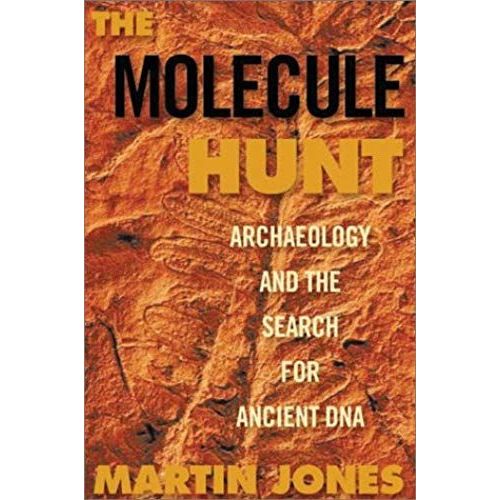 THE
MOLECULE
HUNT
ARCHAEOLOGY
AND THE
SEARCH
FOR
ANCIENT DNA
MARTIN JONES